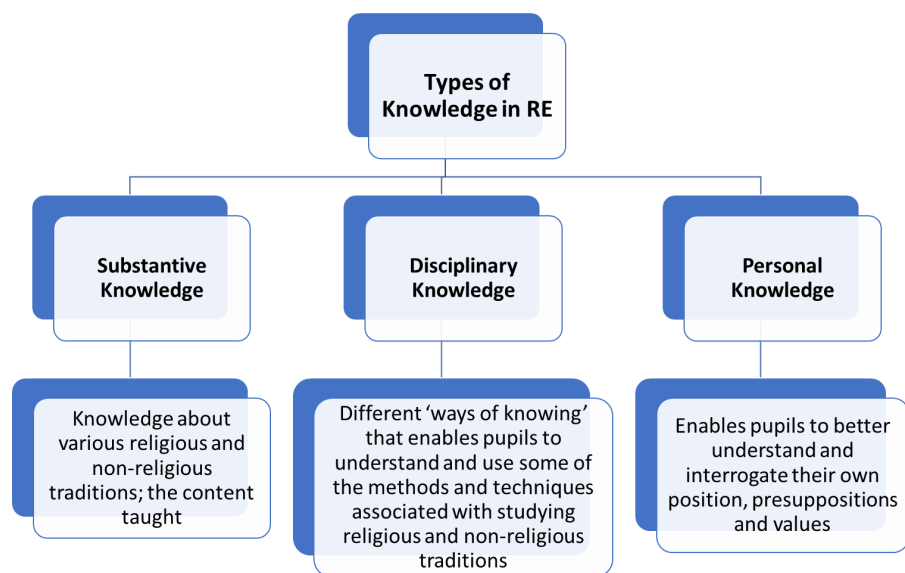 Types of
Knowledge in RE
Substantive
Knowledge
Disciplinary
Knowledge
Personal
Knowledge
Knowledge about
various religious and
non-religious
traditions; the content
taught
Different ‘ways of knowing’
that enables pupils to
understand and use some of
the methods and techniques
associated with studying
religious and non-religious
traditions
Enables pupils to better
understand and
interrogate their own
position, presuppositions
and values